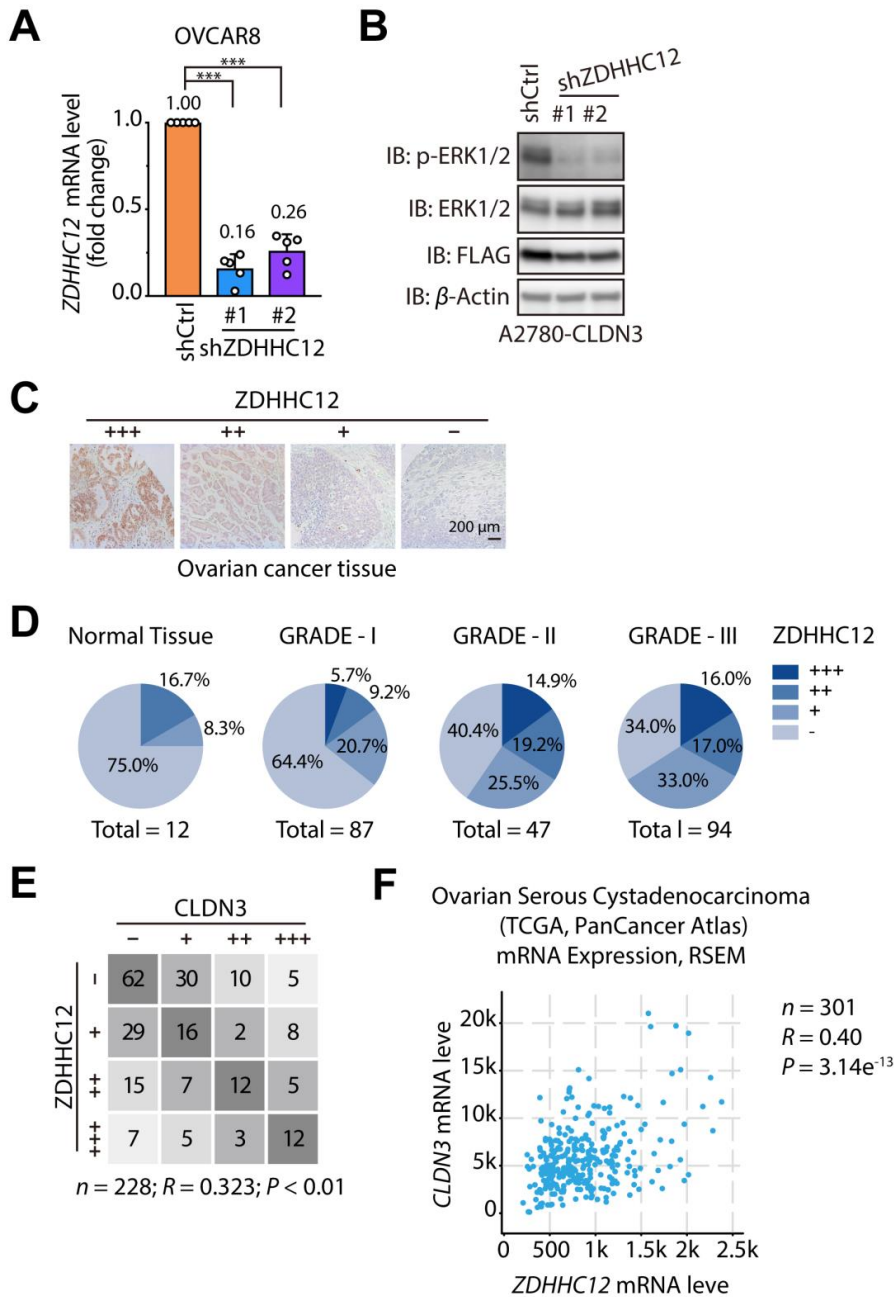 A
OVCAR8
***
***
1.00
1.0
0.5
0.0
0.16
0.26
ZDHHC12 mRNA level
(fold change)
shCtrl
#1
#2
shZDHHC12
B
shCtrl
shZDHHC12
#1 #2
IB: p-ERK1/2
IB: ERK1/2
IB: FLAG
IB: β-Actin
A2780-CLDN3
C
ZDHHC12
+++
++
+
−
200 µm
Ovarian cancer tissue
D
Normal Tissue
16.7%
8.3%
75.0%
Total = 12
GRADE - I
5.7%
9.2%
20.7%
64.4%
Total = 87
GRADE - II
14.9%
19.2%
25.5%
40.4%
Total = 47
GRADE - III
16.0%
17.0%
33.0%
34.0%
Tota l = 94
ZDHHC12
+++
++
+
-
E
CLDN3
− + ++ +++
ZDHHC12
− 62 30 10 5
+ 29 16 2 8
++ 15 7 12 5
+++ 7 5 3 12
n = 228; R = 0.323; P < 0.01
F
Ovarian Serous Cystadenocarcinoma
(TCGA, PanCancer Atlas)
mRNA Expression, RSEM
n = 301
R = 0.40
P = 3.14e-13
CLDN3 mRNA leve
20k
15k
10k
5k
0
0 500 1k 1.5k 2k 2.5k
ZDHHC12 mRNA leve